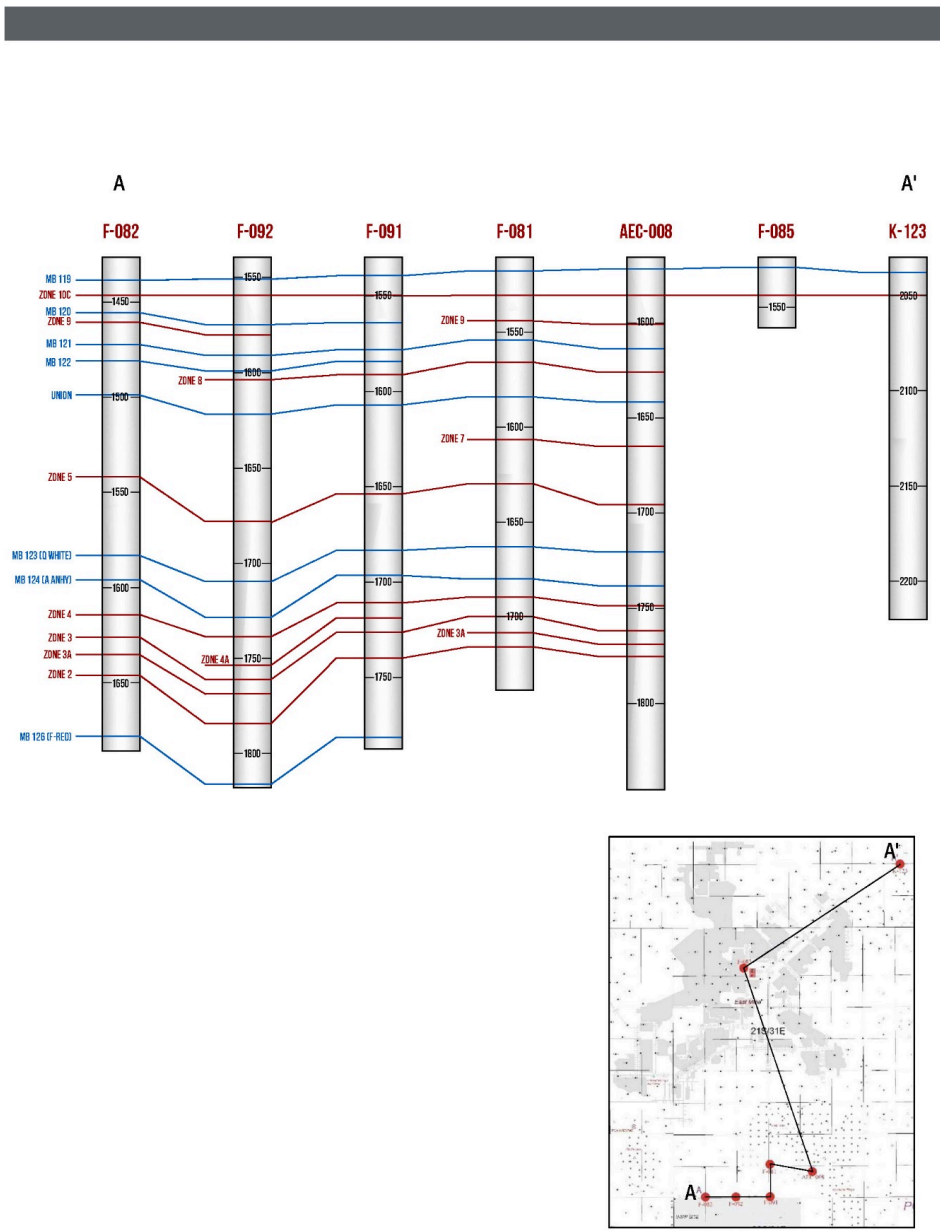 A A'
F-082 F-092 F-091 F-081 AEC-008 F-085 K-123
MB 119
ZONE 10C
MB 120
ZONE 9
MB 121
MB 122
UNION
ZONE 5
MB 123 (Q WHITE)
MB 124 (A ANHY)
ZONE 4
ZONE 3
ZONE 3A
ZONE 2
MB 126 (F-RED)
1450
1500
1550
1600
1650
ZONE 8
ZONE 4A
1550
1600
1650
1700
1750
1800
1550
1600
1650
1700
1750
ZONE 9
ZONE 7
ZONE 3A
1550
1600
1650
1700
1600
1650
1700
1750
1800
1550
2050
2100
2150
2200
A'
East Mine
21S/31E
A A
F-092
F-091